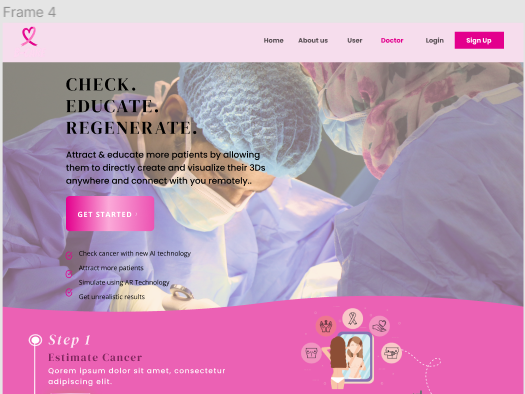 Frame 4
Home About us User Doctor Login Sign Up
CHECK.
EDUCATE.
REGENERATE.
Attract & educate more patients by allowing
them to directly create and visualize their 3Ds
anywhere and connect with you remotely..
GET STARTED
Check cancer with new AI technology
Attract more patients
Simulate using AR Technology
Get unrealistic results
Step 1
Estimate Cancer
Lorem ipsum dolor sit amet, consectetur
adipiscing elit.